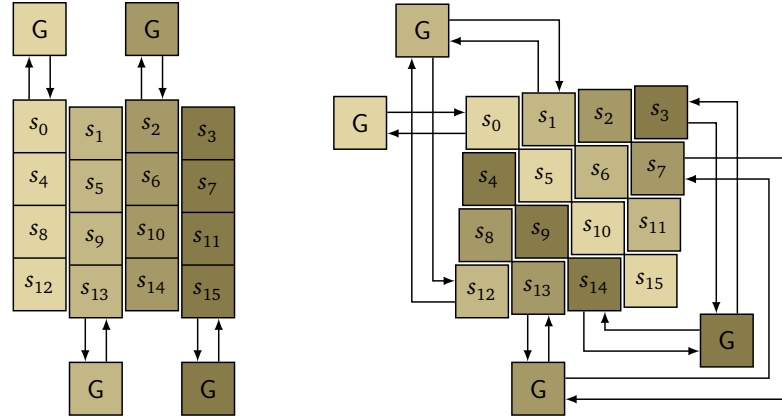 G G
s₀ s₁ s₂ s₃
s₄ s₅ s₆ s₇
s₈ s₉ s₁₀ s₁₁
s₁₂ s₁₃ s₁₄ s₁₅
G G
G
G
s₀ s₁ s₂ s₃
s₄ s₅ s₆ s₇
s₈ s₉ s₁₀ s₁₁
s₁₂ s₁₃ s₁₄ s₁₅
G
G